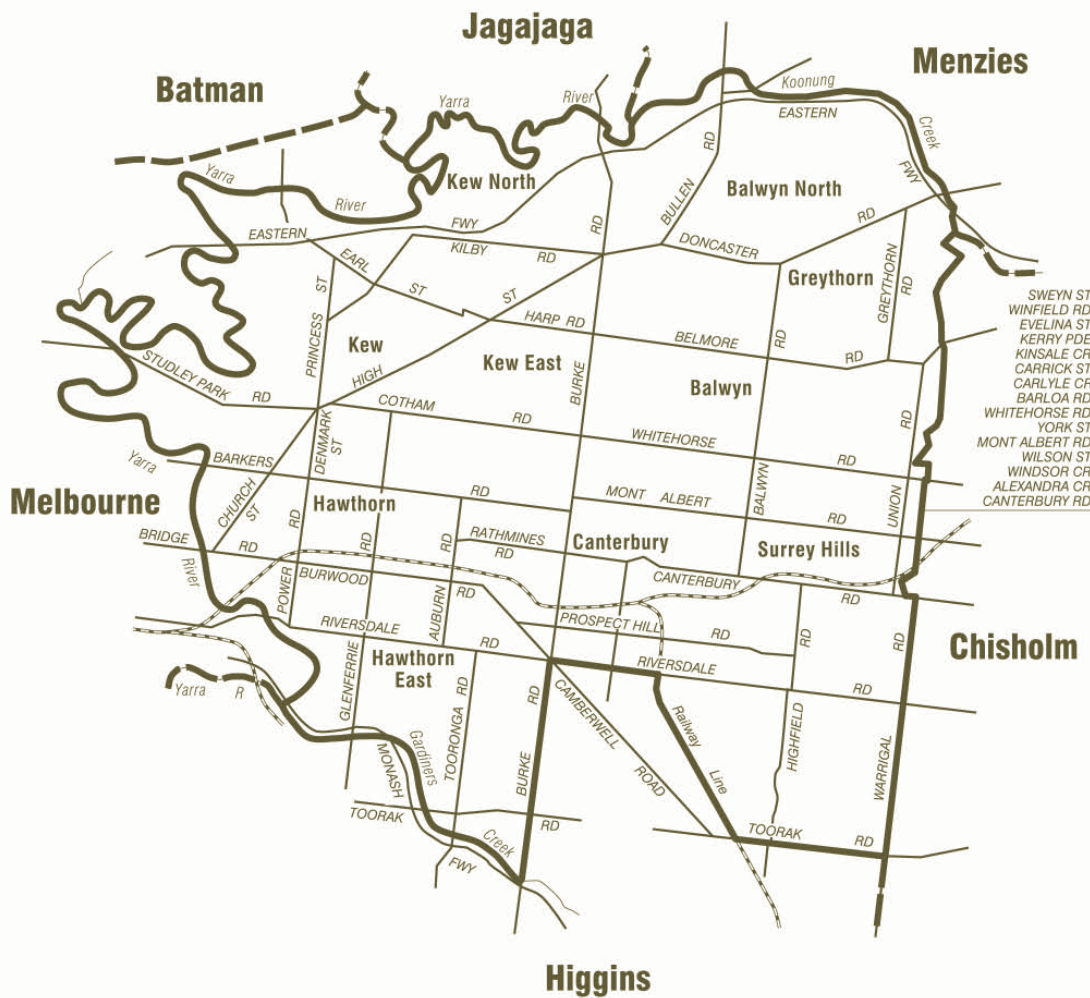 Jagajaga
Menzies
Batman
Koonung
Yarra
River
EASTERN
Creek
FWY
Yarra
Kew North
RD
BULLEN
Balwyn North
River
FWY
RD
EASTERN
KILBY
RD
DONCASTER
RD
EARL
ST
ST
PRINCESS
ST
Greythorn
GREYTHORN
RD
SWEYN ST
WINFIELD RD
EVELINA ST
KERRY PDE
KINSALE CR
CARRICK ST
CARLYLE CR
BARLOA RD
WHITEHORSE RD
YORK ST
MONT ALBERT RD
WILSON ST
WINDSOR CR
ALEXANDRA CR
CANTERBURY RD
HARP RD
BELMORE
RD
RD
Kew
Kew East
BURKE
Balwyn
HIGH
STUDLEY PARK
RD
COTHAM
RD
WHITEHORSE
RD
RD
DENMARK
ST
Yarra
BARKERS
RD
Melbourne
CHURCH
ST
Hawthorn
MONT ALBERT
RD
BALWYN
UNION
BRIDGE
RD
RD
RD
RD
RATHMINES
RD
Canterbury
Surrey Hills
River
POWER
BURWOOD
RD
CANTERBURY
RD
AUBURN
RIVERSDALE
RD
PROSPECT HILL
RD
RD
RD
Chisholm
Hawthorn
East
RIVERSDALE
RD
Yarra R
GLENFERRIE
TOORONGA
RD
RD
CAMBERWELL
ROAD
Railway
Line
HIGHFIELD
WARRIGAL
Gardiners
MONASH
BURKE
TOORAK
RD
TOORAK
RD
Creek
FWY
Higgins